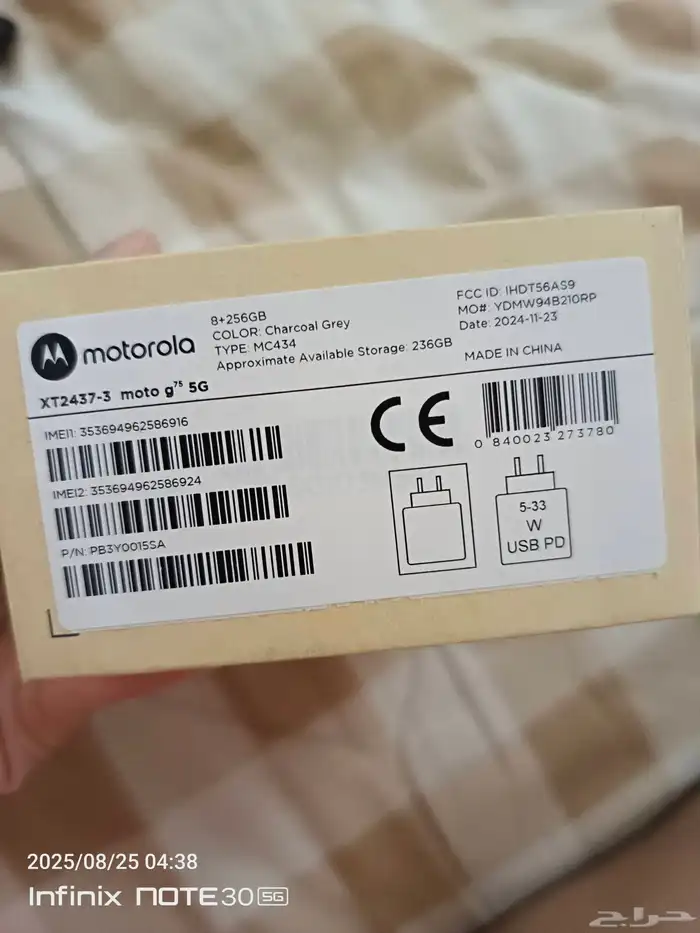 motorola
8+256GB
COLOR: Charcoal Grey
TYPE: MC434
Approximate Available Storage: 236GB
FCC ID: IHDT56AS9
MO#: YDMW94B210RP
Date: 2024-11-23
MADE IN CHINA
XT2437-3 moto g75 5G
IMEI1: 353694962586916
IMEI2: 353694962586924
P/N: PB3Y0015SA
CE
0 840023 273780
5-33
W
USB PD
2025/08/25 04:38
Infinix NOTE 30 5G
حراج